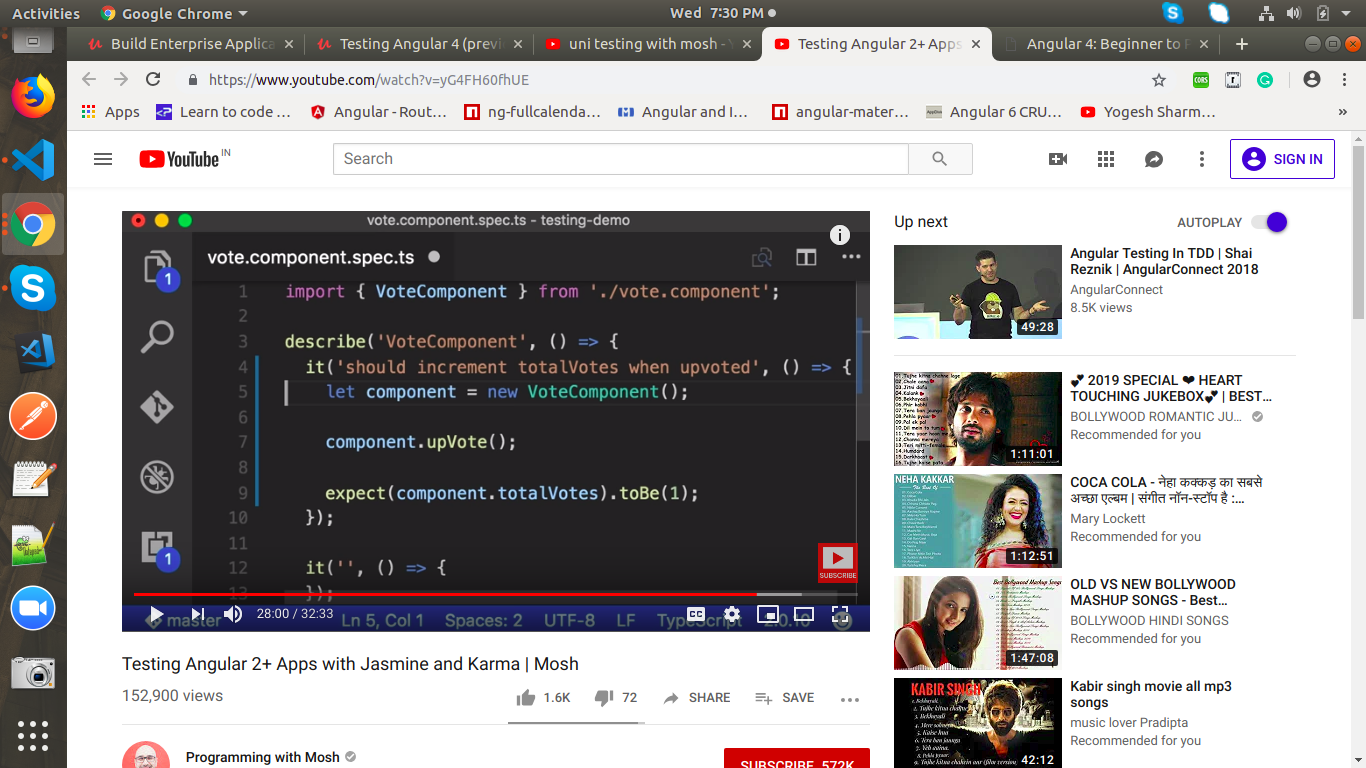 Activities
Google Chrome
Wed 7:30 PM
Build Enterprise Applica
Testing Angular 4 (previ
uni testing with mosh - Y
Testing Angular 2+ Apps
Angular 4: Beginner to P
https://www.youtube.com/watch?v=yG4FH60fhUE
CORS
Apps
Learn to code ...
Angular - Rout...
ng-fullcalenda...
Angular and I...
angular-mater...
Angular 6 CRU...
Yogesh Sharm...
»
YouTube IN
Search
SIGN IN
vote.component.spec.ts - testing-demo
vote.component.spec.ts
1 import { VoteComponent } from './vote.component';
2
3 describe('VoteComponent', () => {
4 it('should increment totalVotes when upvoted', () => {
5 let component = new VoteComponent();
6
7 component.upVote();
8
9 expect(component.totalVotes).toBe(1);
10 });
11
12 it('', () => {
13 });
1
1
SUBSCRIBE
28:00 / 32:33
CC
master
Ln 5, Col 1
Spaces: 2
UTF-8
LF
TypeScript
2.0.10
Testing Angular 2+ Apps with Jasmine and Karma | Mosh
152,900 views
1.6K
72
SHARE
SAVE
Programming with Mosh
SUBSCRIBE 572K
Up next
AUTOPLAY
49:28
Angular Testing In TDD | Shai
Reznik | AngularConnect 2018
AngularConnect
8.5K views
1:11:01
💕 2019 SPECIAL ❤ HEART
TOUCHING JUKEBOX💕 | BEST...
BOLLYWOOD ROMANTIC JU...
Recommended for you
NEHA KAKKAR
The Best Of
1:12:51
COCA COLA - नेहा कक्कड़ का सबसे
अच्छा एल्बम | संगीत नॉन-स्टॉप है :...
Mary Lockett
Recommended for you
Best Bollywood Mashup Songs
1:47:08
OLD VS NEW BOLLYWOOD
MASHUP SONGS - Best...
BOLLYWOOD HINDI SONGS
Recommended for you
KABIR SINGH
42:12
Kabir singh movie all mp3
songs
music lover Pradipta
Recommended for you